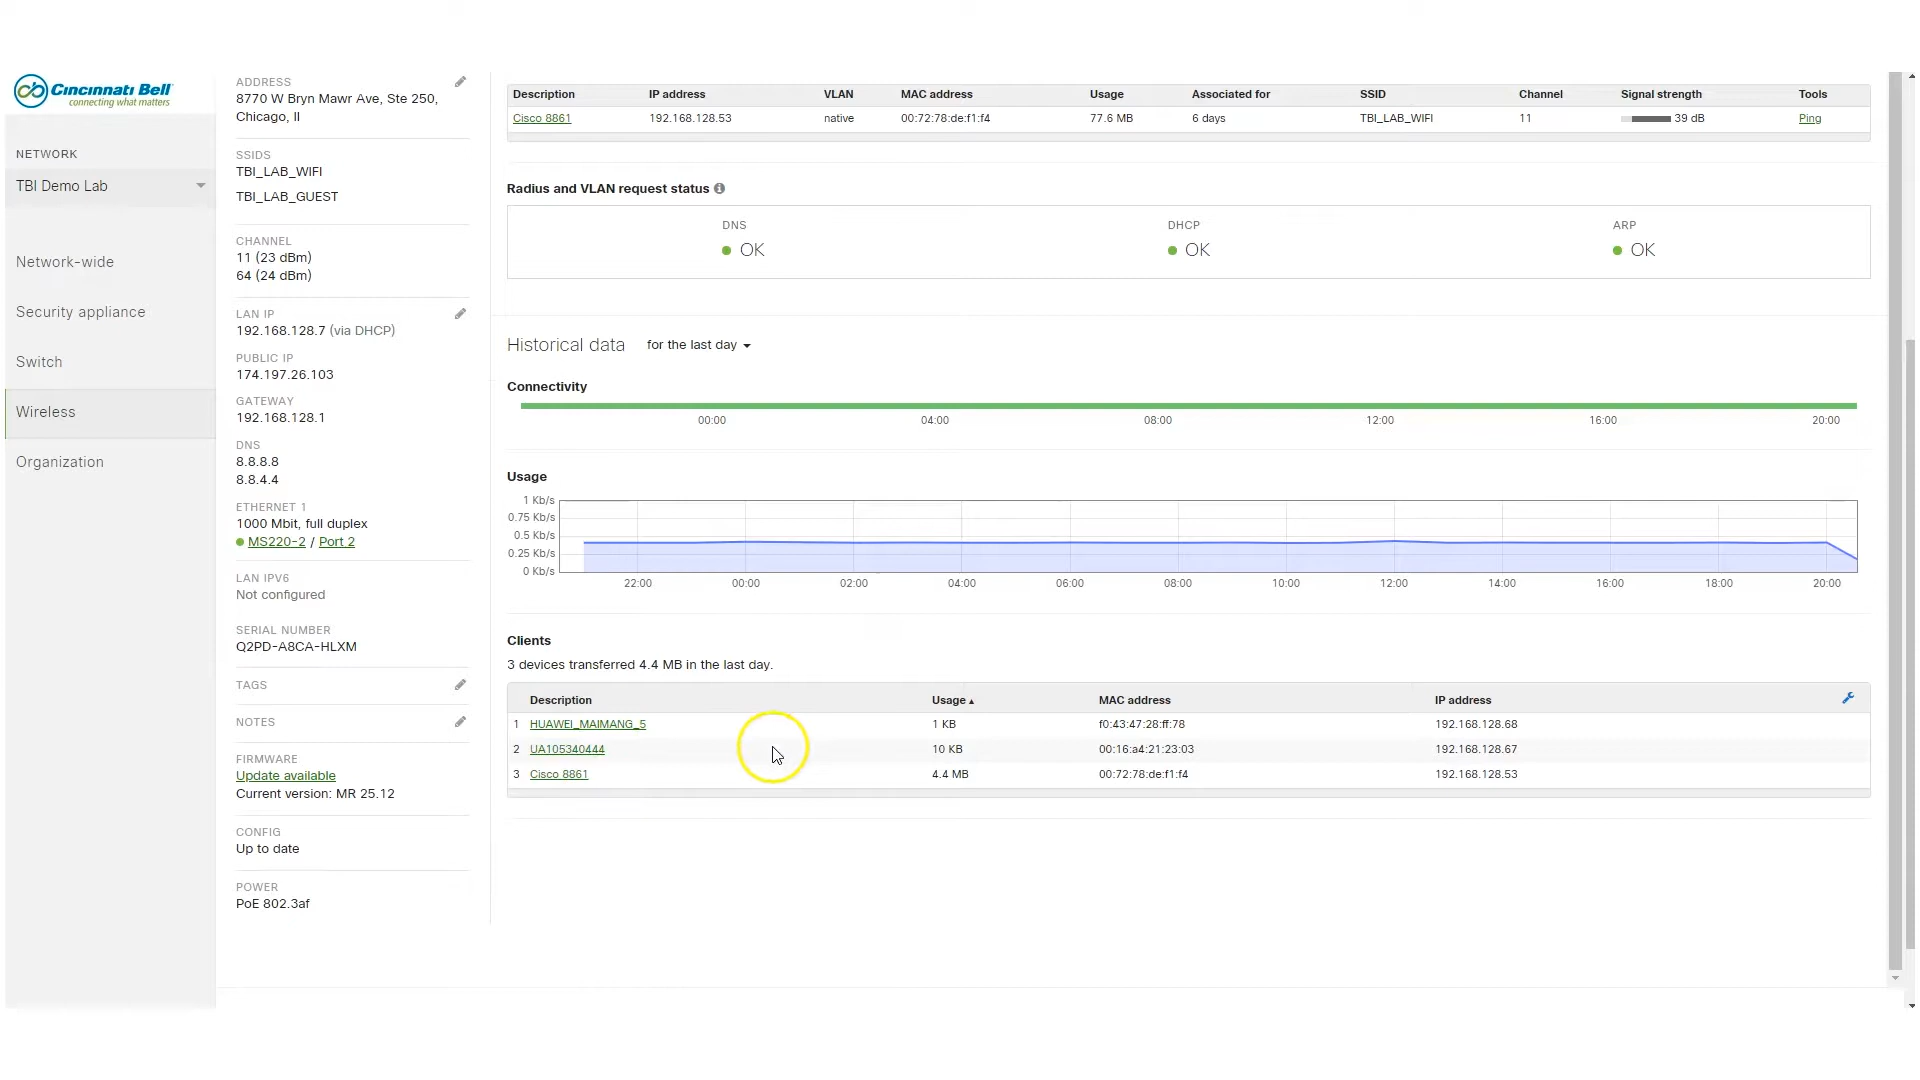 Cincinnati Bell
connecting what matters
NETWORK
TBI Demo Lab
Network-wide
Security appliance
Switch
Wireless
Organization
ADDRESS
8770 W Bryn Mawr Ave, Ste 250,
Chicago, Il
SSIDS
TBI_LAB_WIFI
TBI_LAB_GUEST
CHANNEL
11 (23 dBm)
64 (24 dBm)
LAN IP
192.168.128.7 (via DHCP)
PUBLIC IP
174.197.26.103
GATEWAY
192.168.128.1
DNS
8.8.8.8
8.8.4.4
ETHERNET 1
1000 Mbit, full duplex
MS220-2 / Port 2
LAN IPV6
Not configured
SERIAL NUMBER
Q2PD-A8CA-HLXM
TAGS
NOTES
FIRMWARE
Update available
Current version: MR 25.12
CONFIG
Up to date
POWER
PoE 802.3af
Description IP address VLAN MAC address Usage Associated for SSID Channel Signal strength Tools
Cisco 8861 192.168.128.53 native 00:72:78:de:f1:f4 77.6 MB 6 days TBI_LAB_WIFI 11 39 dB Ping
Radius and VLAN request status
DNS DHCP ARP
OK OK OK
Historical data for the last day
Connectivity
00:00 04:00 08:00 12:00 16:00 20:00
Usage
1 Kb/s
0.75 Kb/s
0.5 Kb/s
0.25 Kb/s
0 Kb/s
22:00 00:00 02:00 04:00 06:00 08:00 10:00 12:00 14:00 16:00 18:00 20:00
Clients
3 devices transferred 4.4 MB in the last day.
Description Usage MAC address IP address
1 HUAWEI_MAIMANG_5 1 KB f0:43:47:28:ff:78 192.168.128.68
2 UA105340444 10 KB 00:16:a4:21:23:03 192.168.128.67
3 Cisco 8861 4.4 MB 00:72:78:de:f1:f4 192.168.128.53